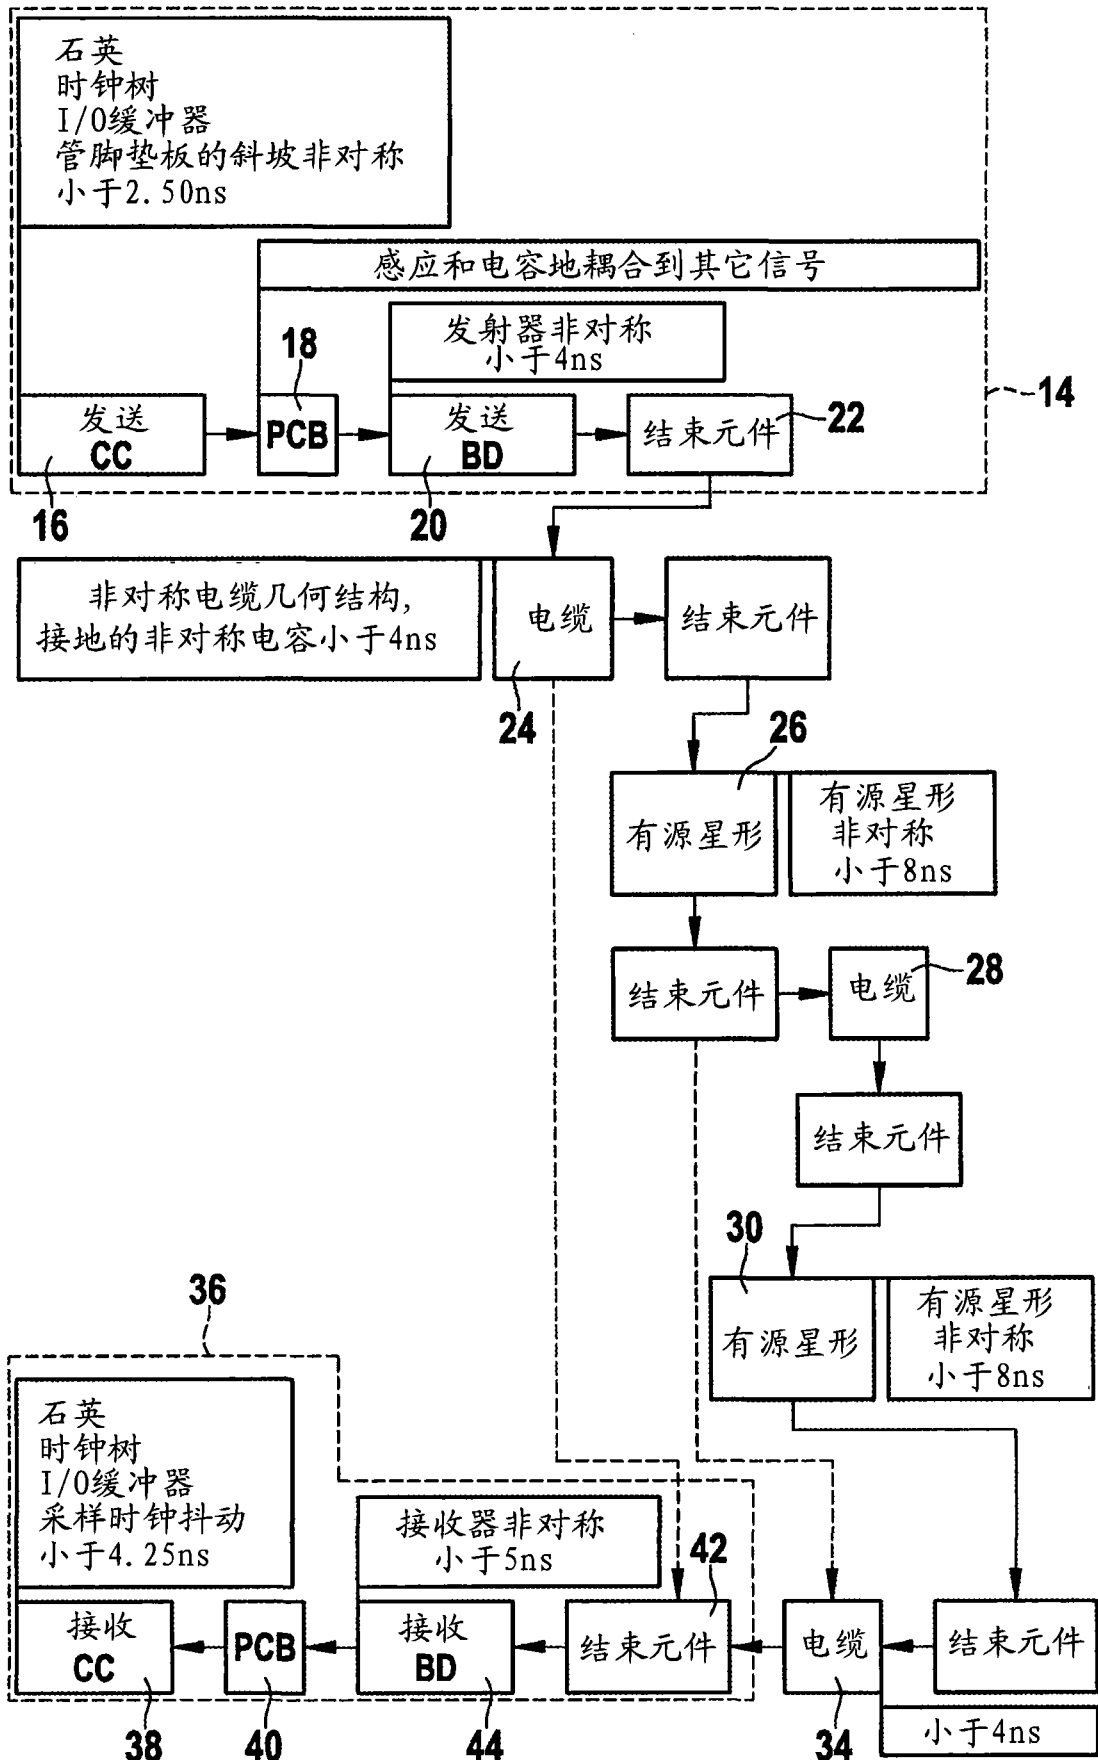 石英
时钟树
I/O缓冲器
管脚垫板的斜坡非对称
小于2.50ns
感应和电容地耦合到其它信号
发射器非对称
小于4ns
18
14
发送
CC
PCB
发送
BD
结束元件
22
16
20
非对称电缆几何结构,
接地的非对称电容小于4ns
电缆
结束元件
24
26
有源星形
有源星形
非对称
小于8ns
结束元件
电缆
28
结束元件
30
有源星形
有源星形
非对称
小于8ns
36
石英
时钟树
I/O缓冲器
采样时钟抖动
小于4.25ns
接收器非对称
小于5ns
42
接收
CC
PCB
接收
BD
结束元件
电缆
结束元件
38
40
44
34
小于4ns